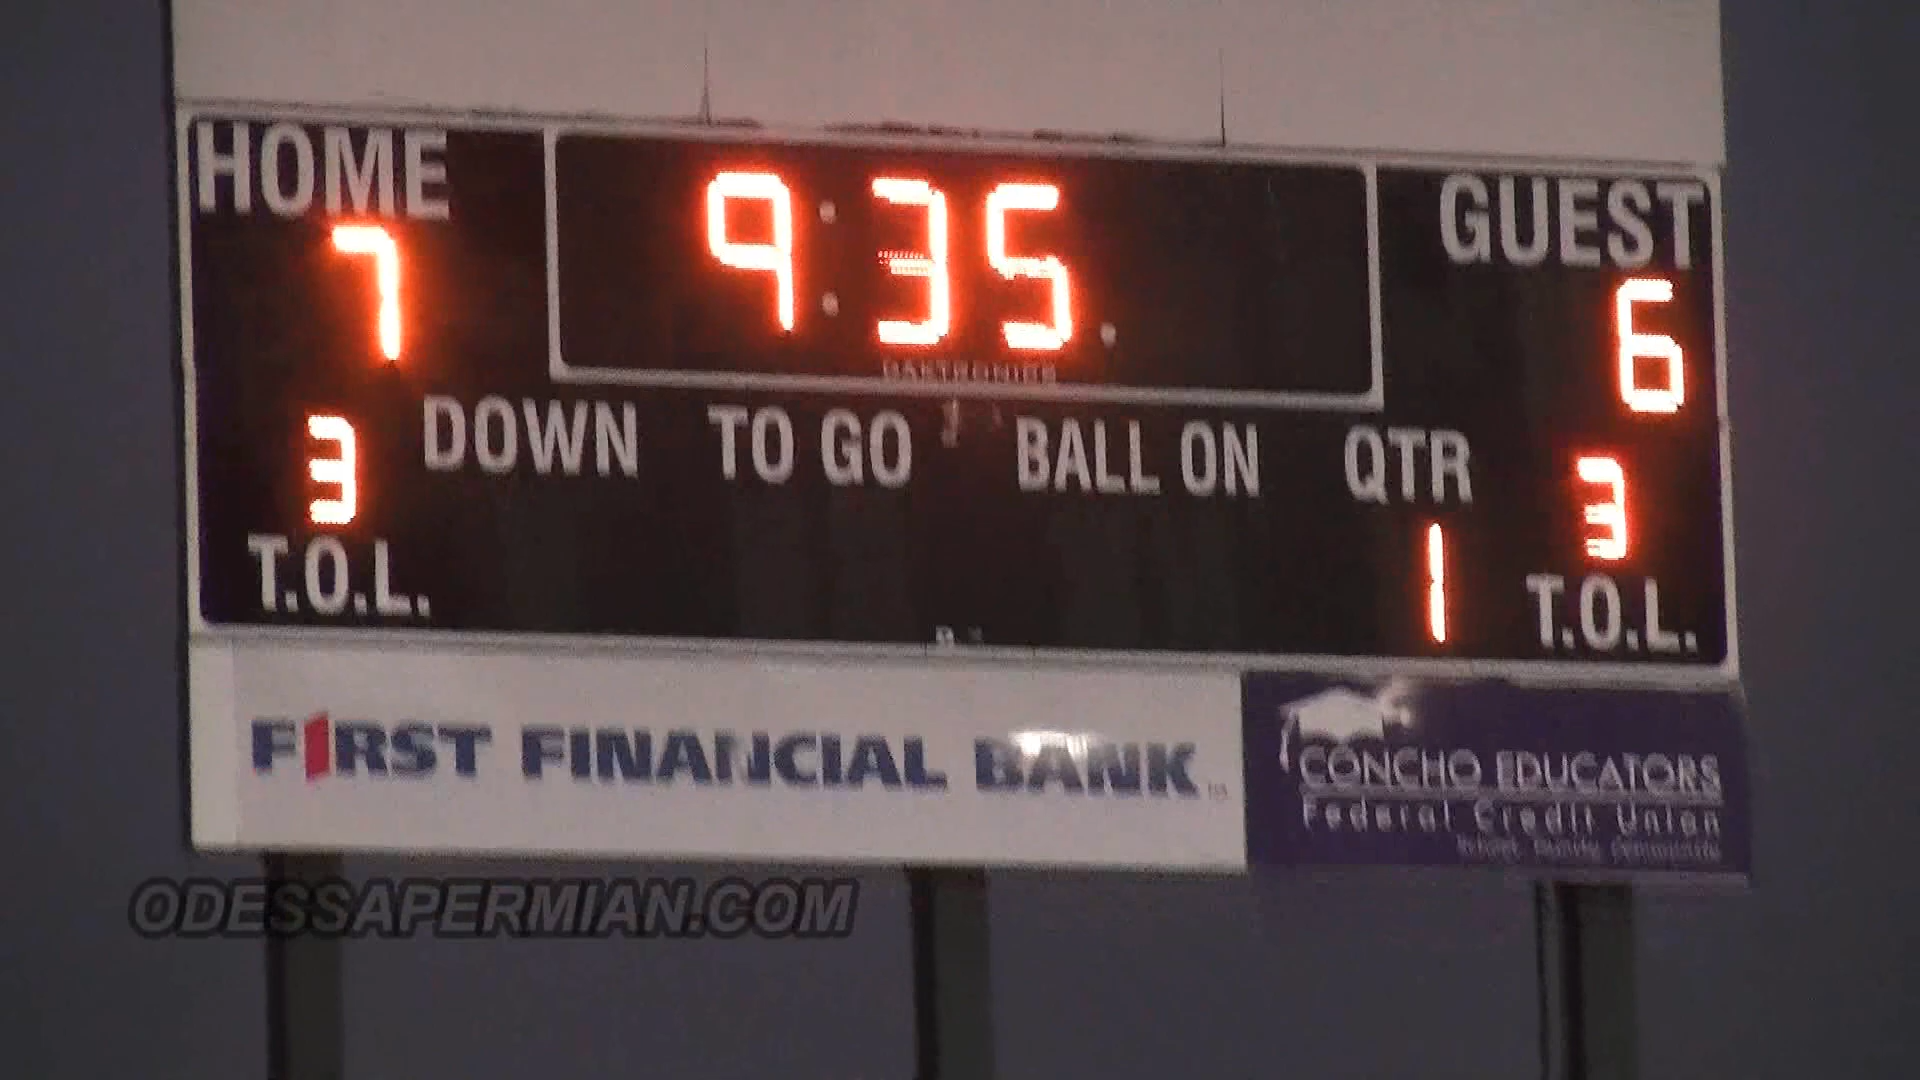 HOME 9:35 GUEST
7 6
DAKTRONICS
3 DOWN TO GO BALL ON QTR 3
T.O.L. 1 T.O.L.
FIRST FINANCIAL BANK
CONCHO EDUCATORS
Federal Credit Union
ODESSAPERMIAN.COM